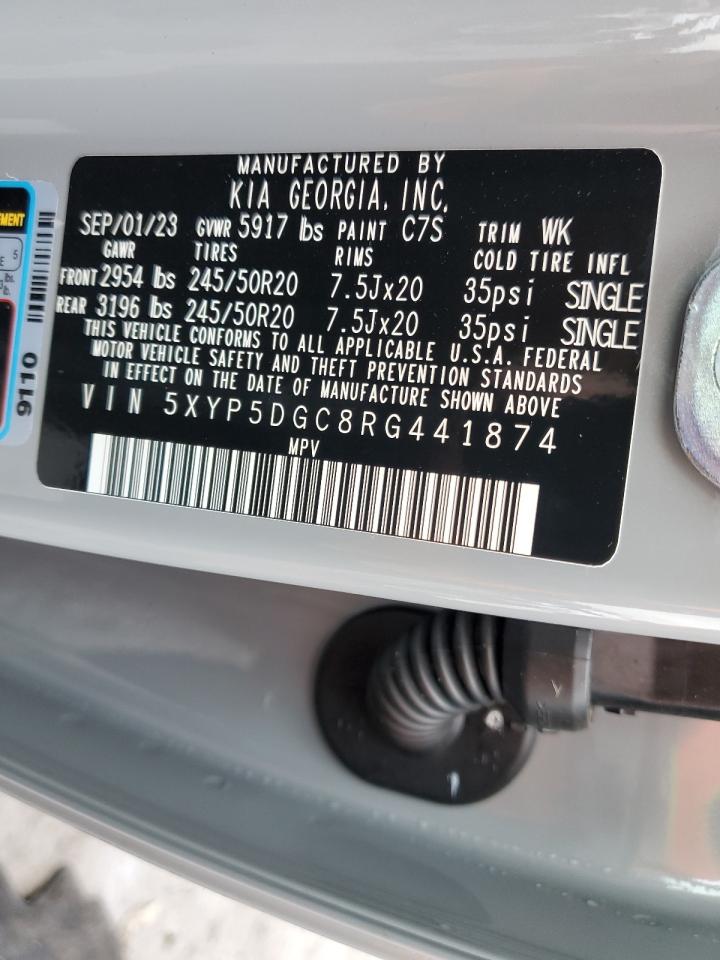 MANUFACTURED BY
KIA GEORGIA, INC.
SEP/01/23 GVWR 5917 lbs PAINT C7S TRIM WK
GAWR TIRES RIMS COLD TIRE INFL
FRONT 2954 lbs 245/50R20 7.5Jx20 35psi SINGLE
REAR 3196 lbs 245/50R20 7.5Jx20 35psi SINGLE
THIS VEHICLE CONFORMS TO ALL APPLICABLE U.S.A. FEDERAL
MOTOR VEHICLE SAFETY AND THEFT PREVENTION STANDARDS
IN EFFECT ON THE DATE OF MANUFACTURE SHOWN ABOVE
VIN 5XYP5DGC8RG441874
MPV
5
lbs.
9110